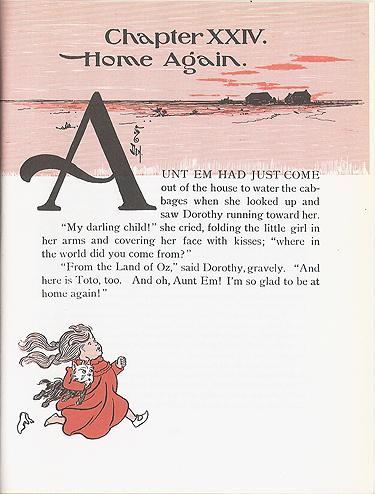 Chapter XXIV.
Home Again.
AUNT EM HAD JUST COME
out of the house to water the cab-
bages when she looked up and
saw Dorothy running toward her.
"My darling child!" she cried, folding the little girl in
her arms and covering her face with kisses; "where in
the world did you come from?"
"From the Land of Oz," said Dorothy, gravely. "And
here is Toto, too. And oh, Aunt Em! I'm so glad to be at
home again!"